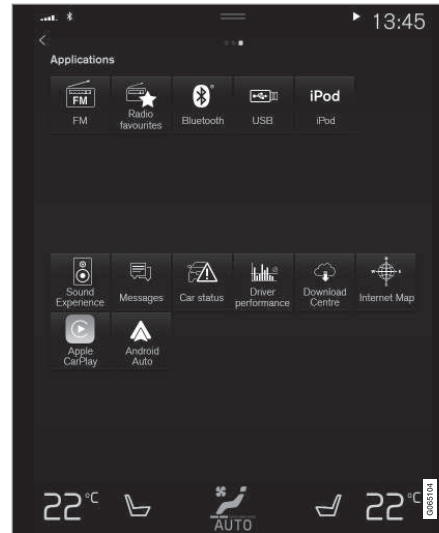 13:45
Applications
FM
iPod
FM
Radio
favourites
Bluetooth
USB
iPod
Sound
Experience
Messages
Car status
Driver
performance
Download
Centre
Internet Map
Apple
CarPlay
Android
Auto
22°C
AUTO
22°C
G065104